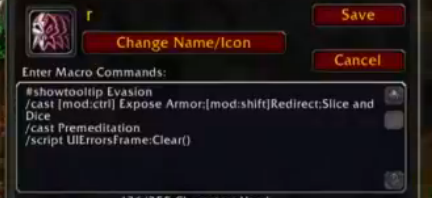 r
Save
Change Name/Icon
Cancel
Enter Macro Commands:
#showtooltip Evasion
/cast [mod:ctrl] Expose Armor;[mod:shift]Redirect;Slice and
Dice
/cast Premeditation
/script UIErrorsFrame:Clear()